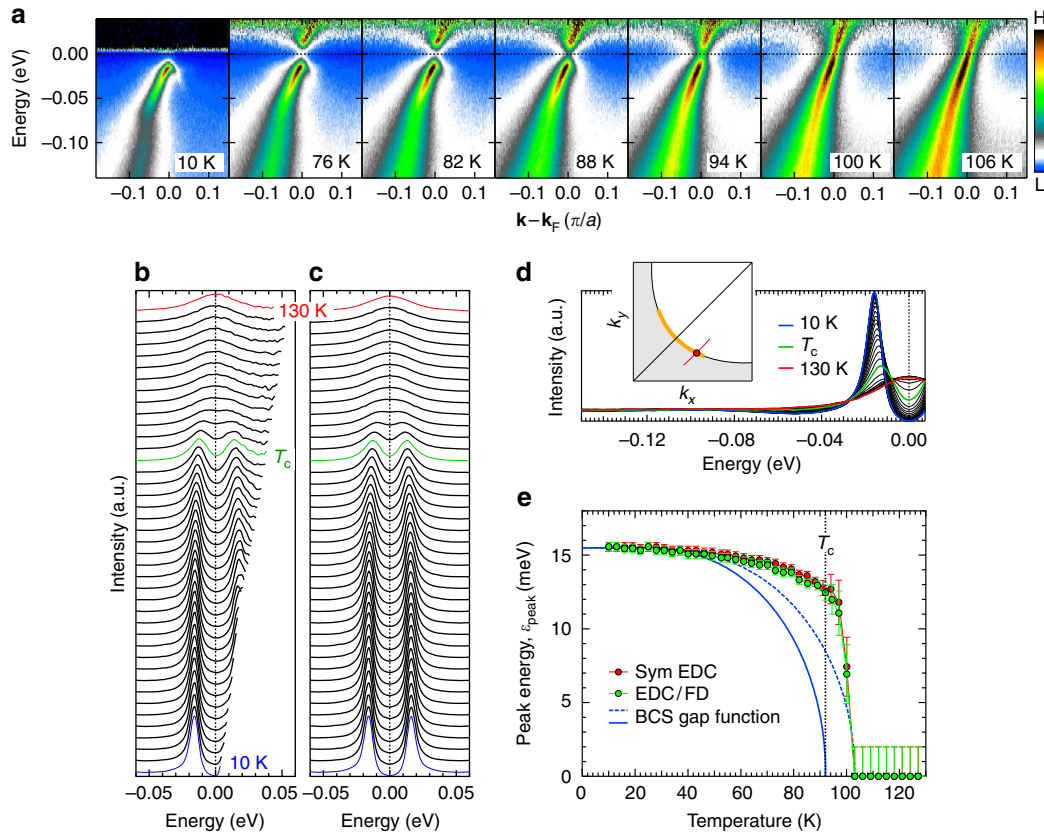 a
Energy (eV)
0.00
−0.05
−0.10
10 K
76 K
82 K
88 K
94 K
100 K
106 K
H
L
−0.1 0.0 0.1 −0.1 0.0 0.1 −0.1 0.0 0.1 −0.1 0.0 0.1 −0.1 0.0 0.1 −0.1 0.0 0.1 −0.1 0.0 0.1
k−kF (π/a)
b
Intensity (a.u.)
130 K
Tc
10 K
−0.05 0.00 0.05
Energy (eV)
c
−0.05 0.00 0.05
Energy (eV)
d
Intensity (a.u.)
ky
kx
10 K
Tc
130 K
−0.12 −0.08 −0.04 0.00
Energy (eV)
e
Peak energy, εpeak (meV)
15
10
5
0
Tc
Sym EDC
EDC/FD
BCS gap function
0 20 40 60 80 100 120
Temperature (K)